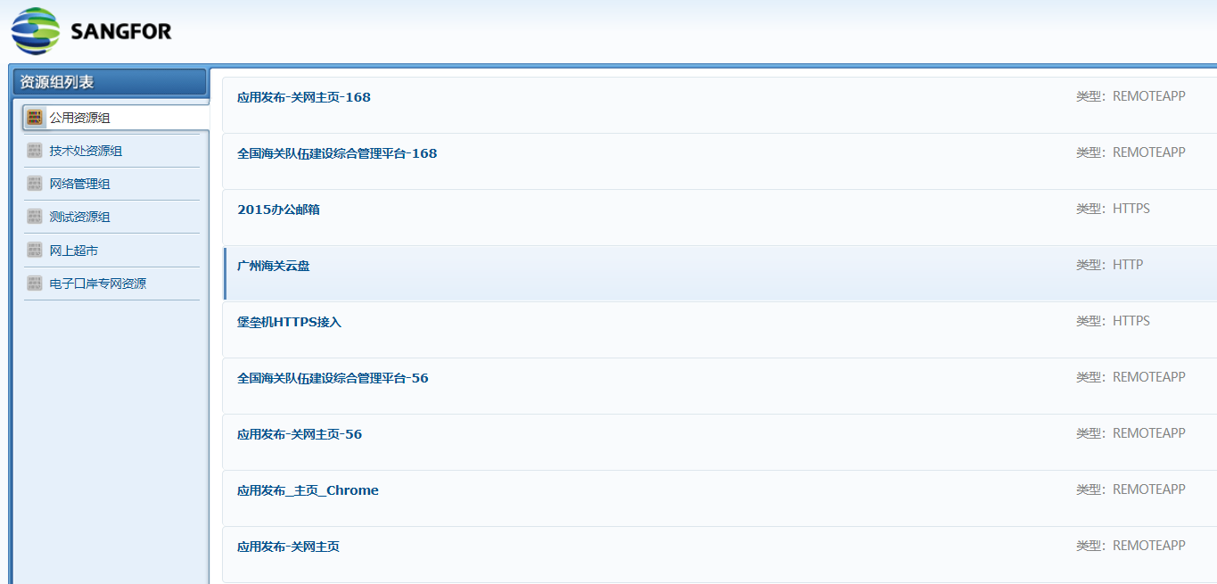 SANGFOR
资源组列表
公用资源组
技术处资源组
网络管理组
测试资源组
网上超市
电子口岸专网资源
应用发布-关网主页-168 类型：REMOTEAPP
全国海关队伍建设综合管理平台-168 类型：REMOTEAPP
2015办公邮箱 类型：HTTPS
广州海关云盘 类型：HTTP
堡垒机HTTPS接入 类型：HTTPS
全国海关队伍建设综合管理平台-56 类型：REMOTEAPP
应用发布-关网主页-56 类型：REMOTEAPP
应用发布_主页_Chrome 类型：REMOTEAPP
应用发布-关网主页 类型：REMOTEAPP